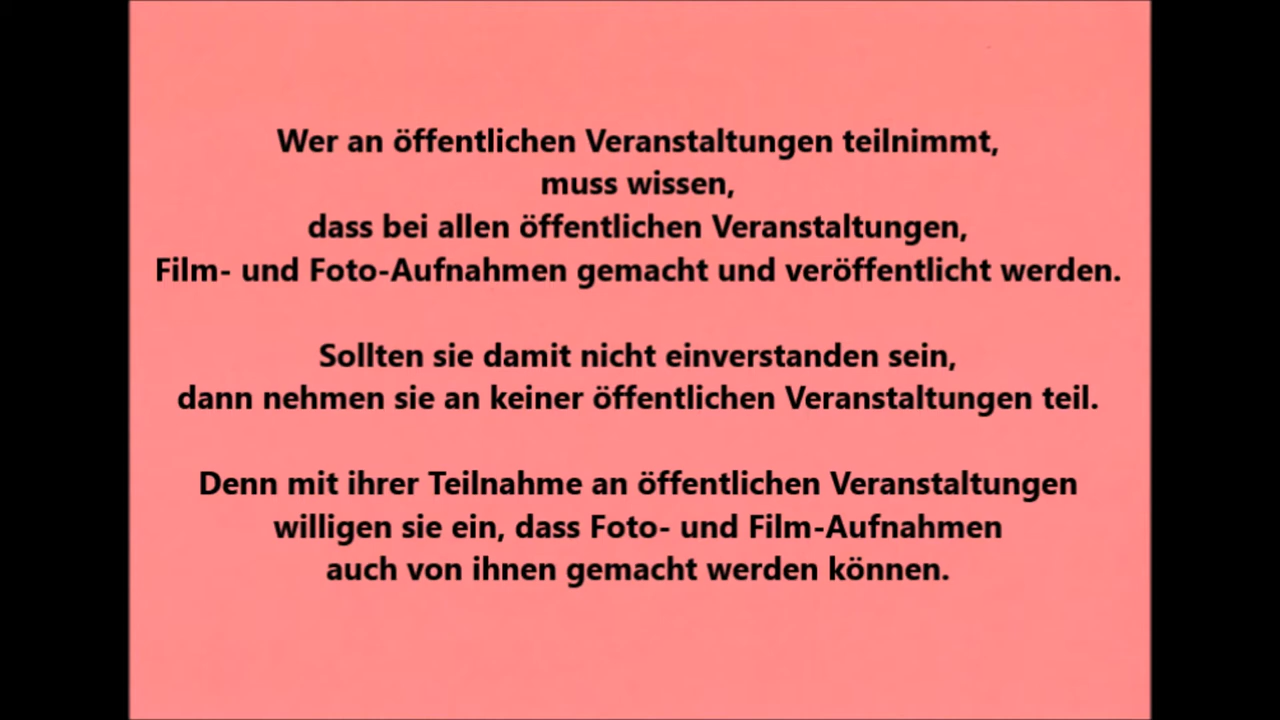 Wer an öffentlichen Veranstaltungen teilnimmt,
muss wissen,
dass bei allen öffentlichen Veranstaltungen,
Film- und Foto-Aufnahmen gemacht und veröffentlicht werden.
Sollten sie damit nicht einverstanden sein,
dann nehmen sie an keiner öffentlichen Veranstaltungen teil.
Denn mit ihrer Teilnahme an öffentlichen Veranstaltungen
willigen sie ein, dass Foto- und Film-Aufnahmen
auch von ihnen gemacht werden können.